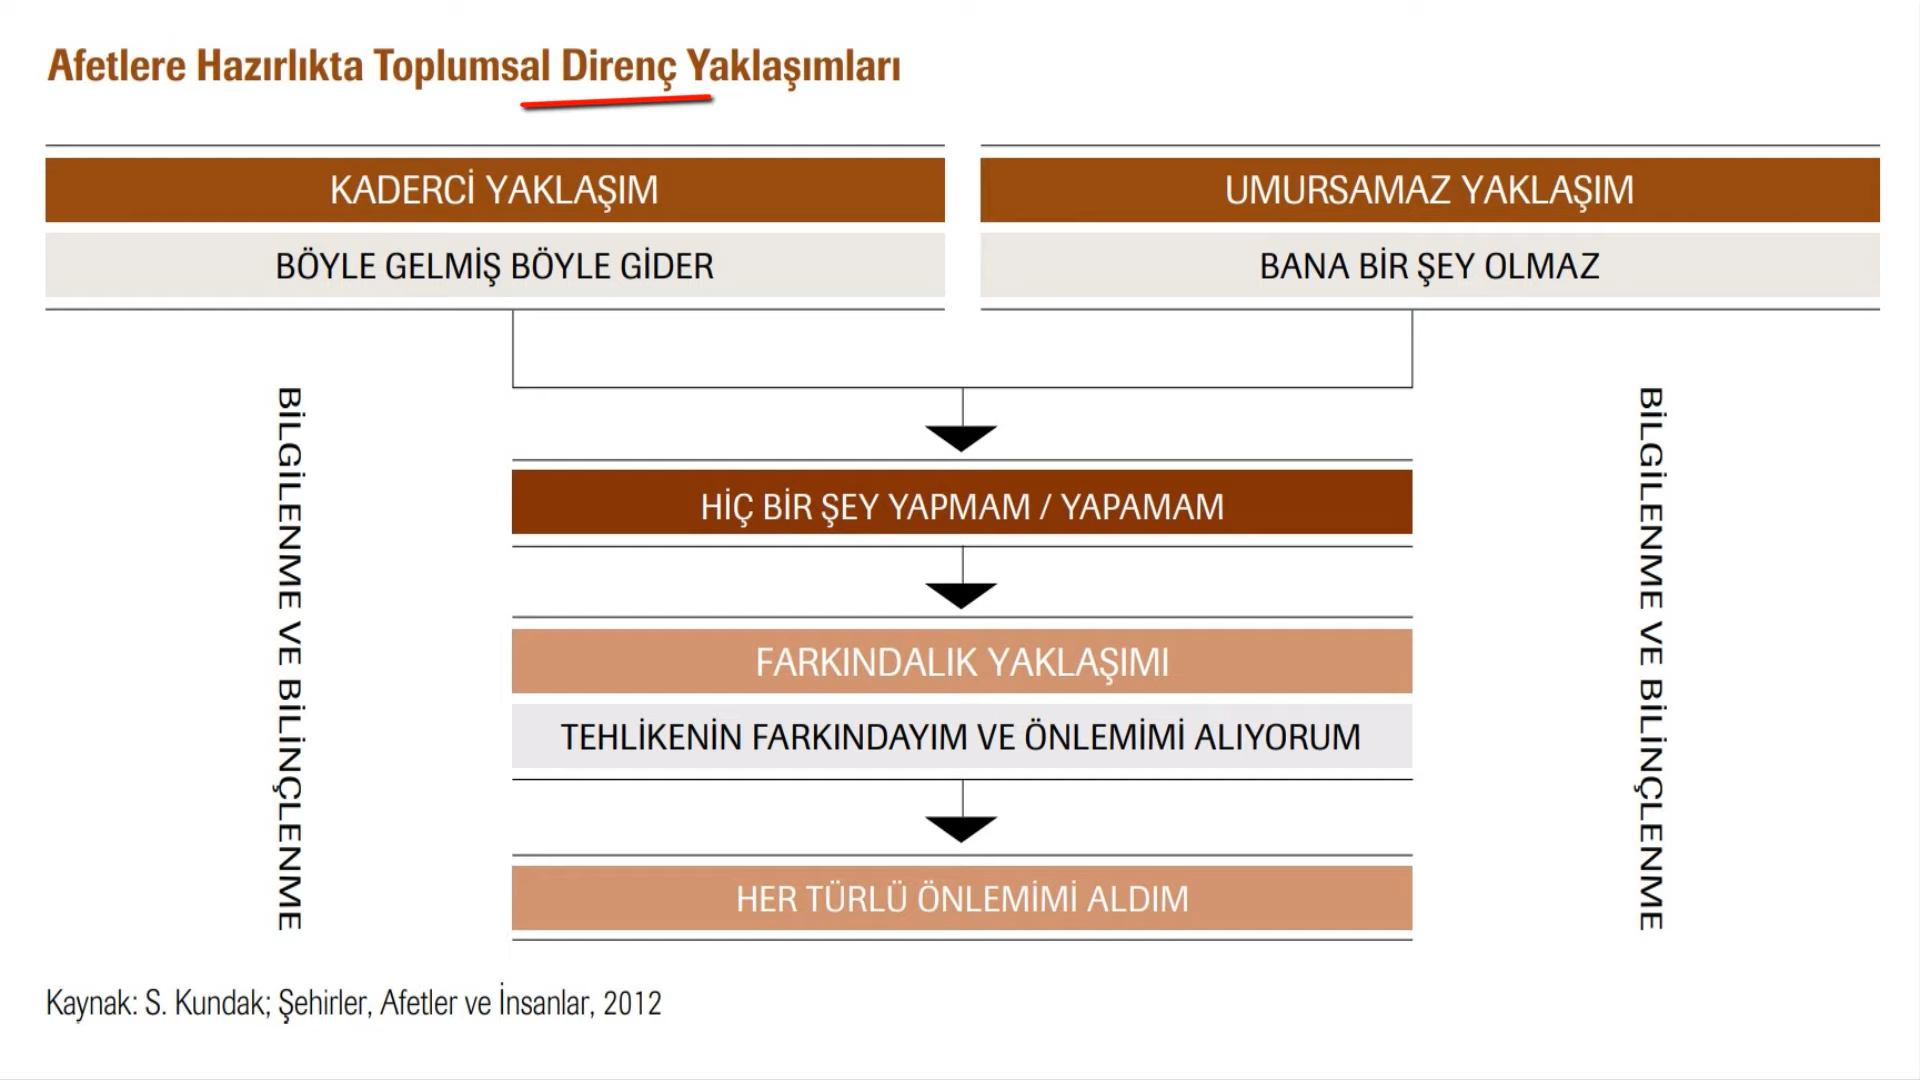 Afetlere Hazırlıkta Toplumsal Direnç Yaklaşımları
KADERCİ YAKLAŞIM
BÖYLE GELMİŞ BÖYLE GİDER
UMURSAMAZ YAKLAŞIM
BANA BİR ŞEY OLMAZ
BİLGİLENME VE BİLİNÇLENME
HİÇ BİR ŞEY YAPMAM / YAPAMAM
FARKINDALIK YAKLAŞIMI
TEHLİKENİN FARKINDAYIM VE ÖNLEMİMİ ALIYORUM
HER TÜRLÜ ÖNLEMİMİ ALDIM
BİLGİLENME VE BİLİNÇLENME
Kaynak: S. Kundak; Şehirler, Afetler ve İnsanlar, 2012